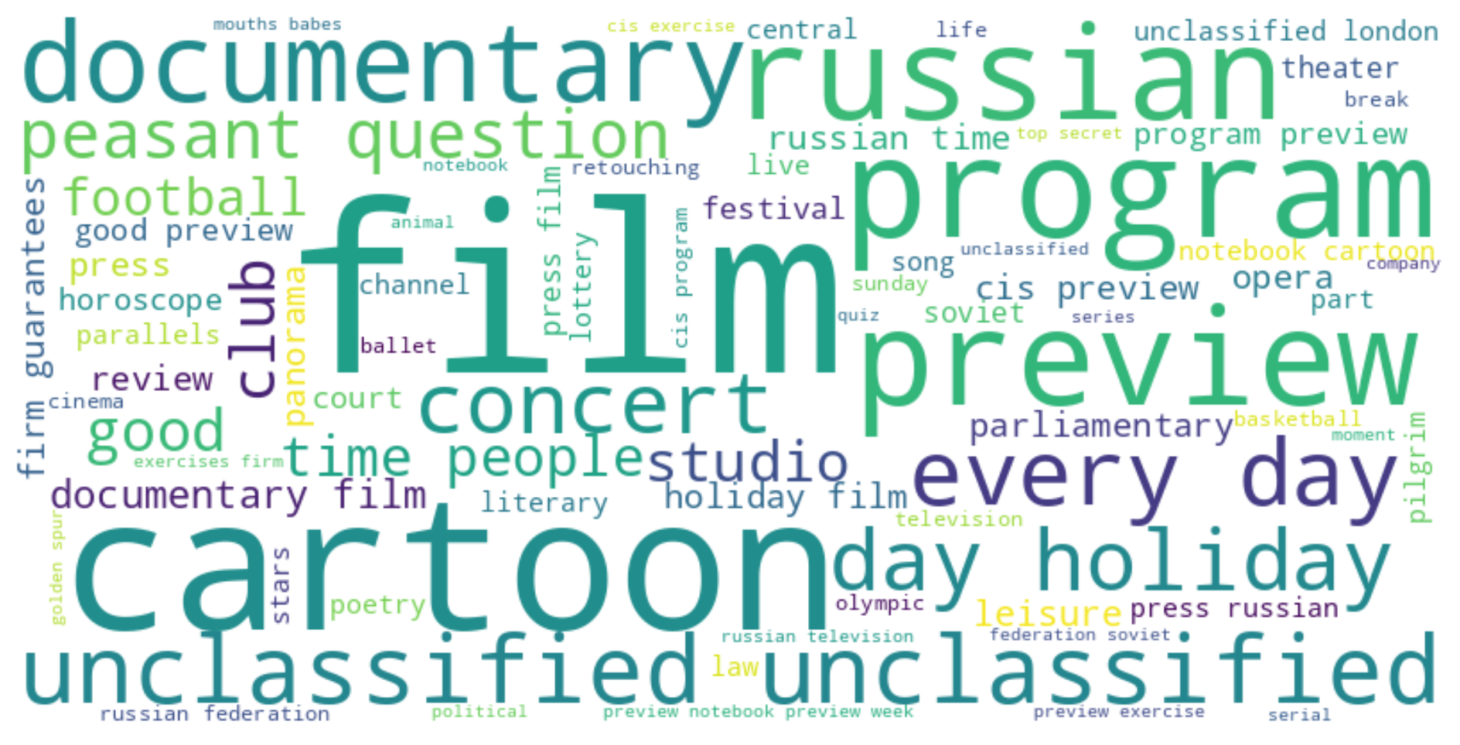 mouths babes
cis exercise
central
life
unclassified london
documentary
russian
theater
break
peasant question
russian time
top secret
program preview
notebook
retouching
live
program
firm guarantees
football
film
press film
festival
animal
good preview
cis program
unclassified
notebook cartoon
song
company
press
club
panorama
channel
lottery
sunday
cis preview
opera
horoscope
part
parallels
quiz
soviet
series
preview
ballet
review
cinema
court
concert
good
parliamentary
basketball
moment
pilgrim
exercises firm
time people
studio
every day
documentary film
literary
holiday film
television
golden spur
cartoon
stars
day holiday
poetry
olympic
leisure
press russian
unclassified unclassified
russian television
federation soviet
law
russian federation
political
preview notebook preview week
preview exercise
serial